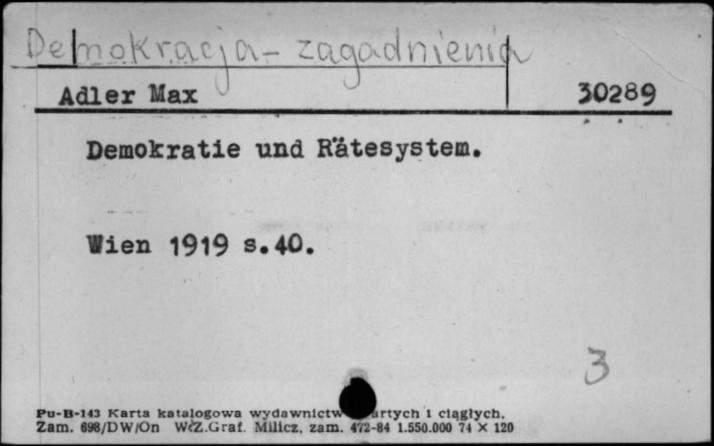 Demokracja - zagadnienia
Adler Max 30289
Demokratie und Rätesystem.
Wien 1919 s.40.
3
Pu-B-143 Karta katalogowa wydawnictw artych i ciągłych.
Zam. 698/DW/On WZ.Graf. Milicz, zam. 472-84 1.550.000 74 × 120